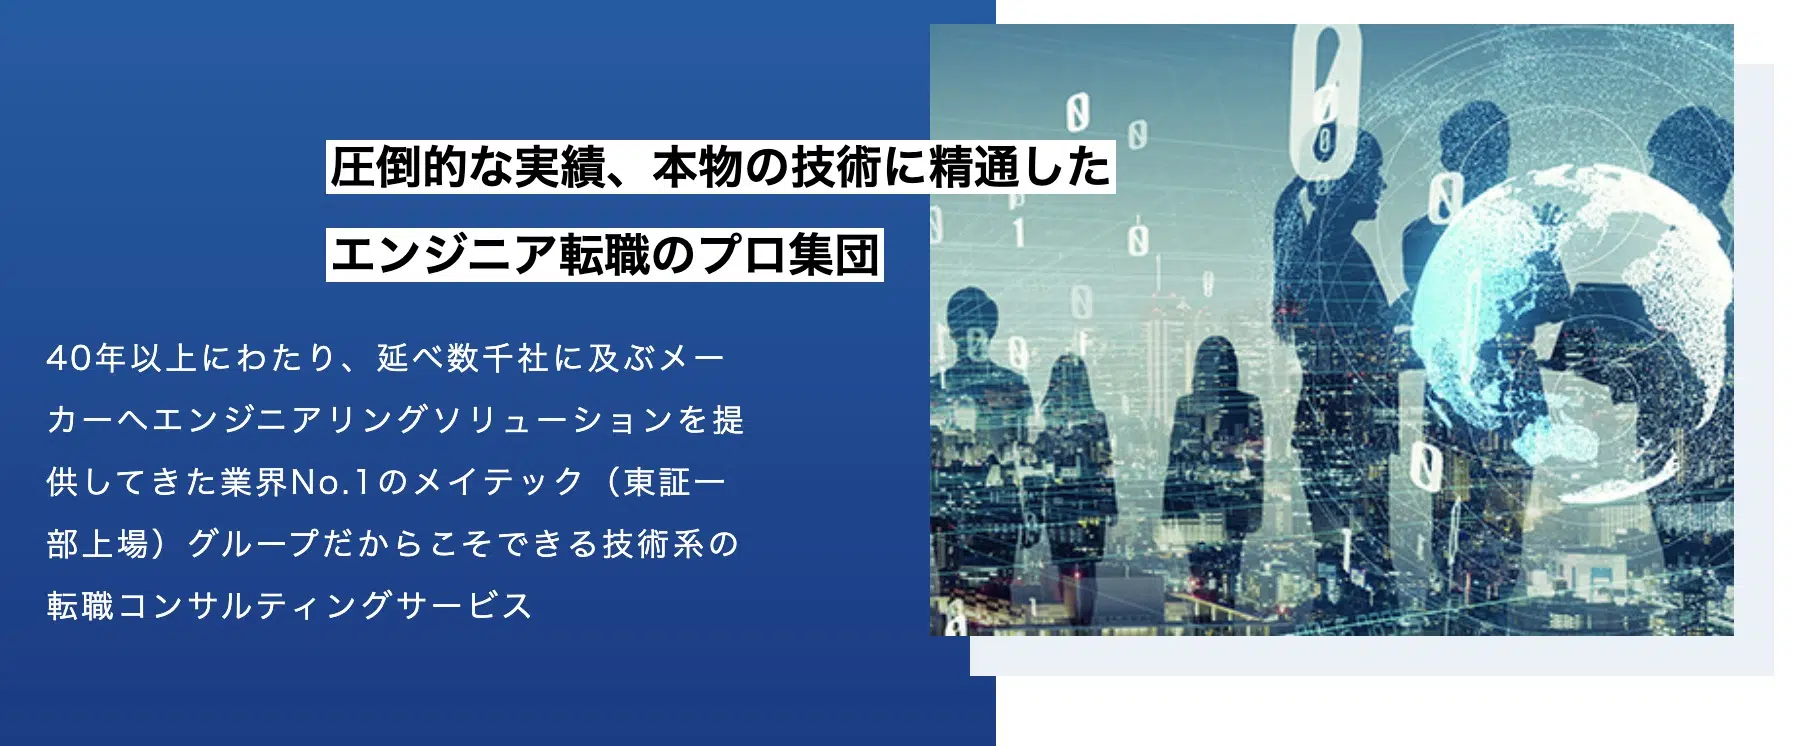 圧倒的な実績、本物の技術に精通した
エンジニア転職のプロ集団
40年以上にわたり、延べ数千社に及ぶメー
カーへエンジニアリングソリューションを提
供してきた業界No.1のメイテック（東証一
部上場）グループだからこそできる技術系の
転職コンサルティングサービス